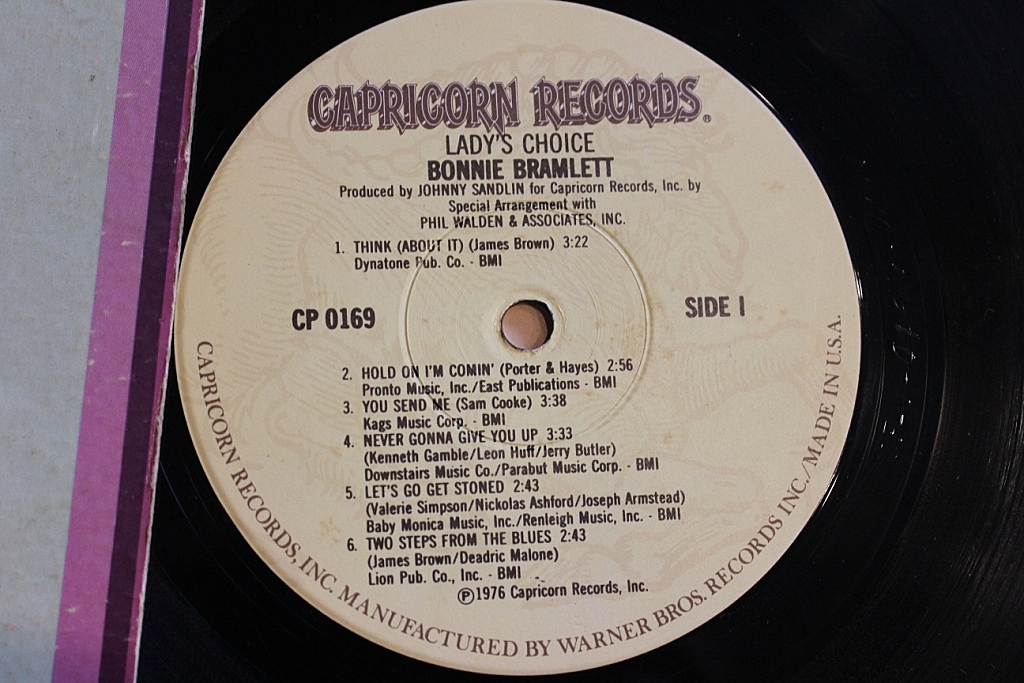 CAPRICORN RECORDS®
LADY'S CHOICE
BONNIE BRAMLETT
Produced by JOHNNY SANDLIN for Capricorn Records, Inc. by
Special Arrangement with
PHIL WALDEN & ASSOCIATES, INC.
1. THINK (ABOUT IT) (James Brown) 3:22
Dynatone Pub. Co. - BMI
CP 0169
SIDE I
2. HOLD ON I'M COMIN' (Porter & Hayes) 2:56
Pronto Music, Inc./East Publications - BMI
3. YOU SEND ME (Sam Cooke) 3:38
Kags Music Corp. - BMI
4. NEVER GONNA GIVE YOU UP 3:33
(Kenneth Gamble/Leon Huff/Jerry Butler)
Downstairs Music Co./Parabut Music Corp. - BMI
5. LET'S GO GET STONED 2:43
(Valerie Simpson/Nickolas Ashford/Joseph Armstead)
Baby Monica Music, Inc./Renleigh Music, Inc. - BMI
6. TWO STEPS FROM THE BLUES 2:43
(James Brown/Deadric Malone)
Lion Pub. Co., Inc. - BMI
℗1976 Capricorn Records, Inc.
CAPRICORN RECORDS, INC. MANUFACTURED BY WARNER BROS. RECORDS INC./MADE IN U.S.A.